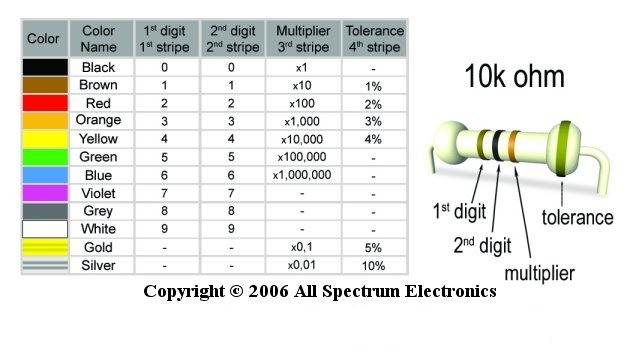 Color Color Name 1st digit 1st stripe 2nd digit 2nd stripe Multiplier 3rd stripe Tolerance 4th stripe
Black 0 0 x1 -
Brown 1 1 x10 1%
Red 2 2 x100 2%
Orange 3 3 x1,000 3%
Yellow 4 4 x10,000 4%
Green 5 5 x100,000 -
Blue 6 6 x1,000,000 -
Violet 7 7 - -
Grey 8 8 - -
White 9 9 - -
Gold - - x0,1 5%
Silver - - x0,01 10%
10k ohm
1st digit
2nd digit
multiplier
tolerance
Copyright © 2006 All Spectrum Electronics